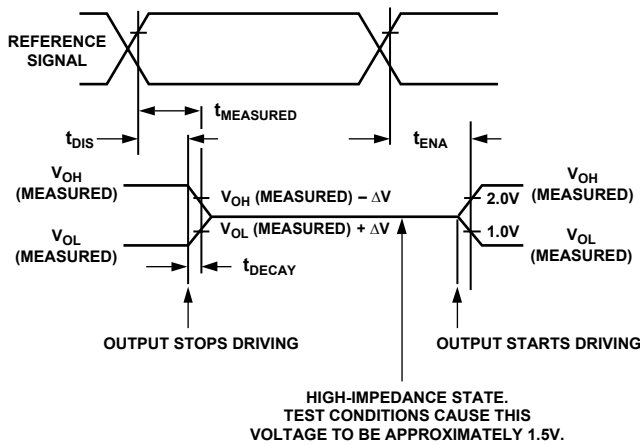 REFERENCE
SIGNAL
tMEASURED
tDIS
tENA
VOH
(MEASURED)
VOH (MEASURED) – ΔV
2.0V
VOH
(MEASURED)
VOL
(MEASURED)
VOL (MEASURED) + ΔV
1.0V
VOL
(MEASURED)
tDECAY
OUTPUT STOPS DRIVING
OUTPUT STARTS DRIVING
HIGH-IMPEDANCE STATE.
TEST CONDITIONS CAUSE THIS
VOLTAGE TO BE APPROXIMATELY 1.5V.